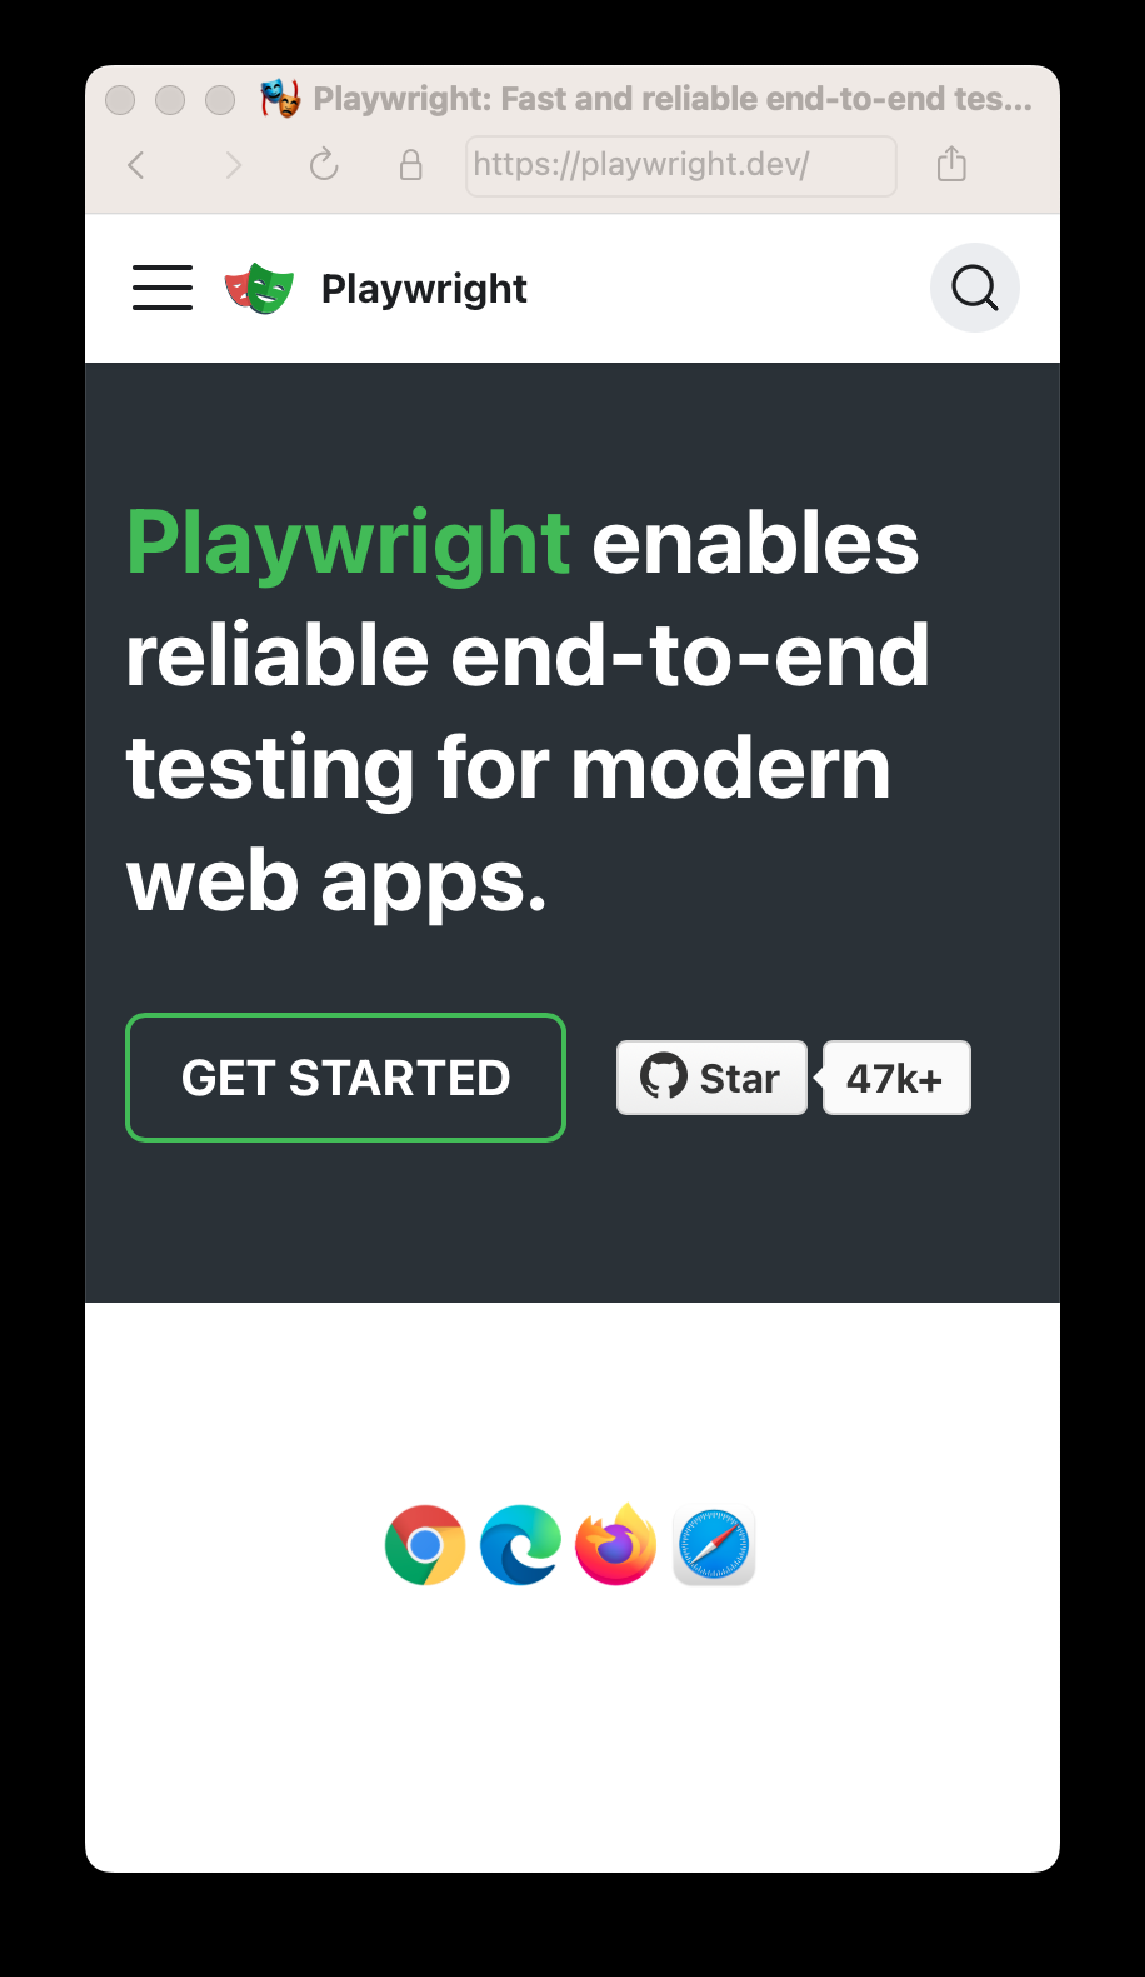 Playwright: Fast and reliable end-to-end tes...
https://playwright.dev/
Playwright
Playwright enables
reliable end-to-end
testing for modern
web apps.
GET STARTED
Star
47k+